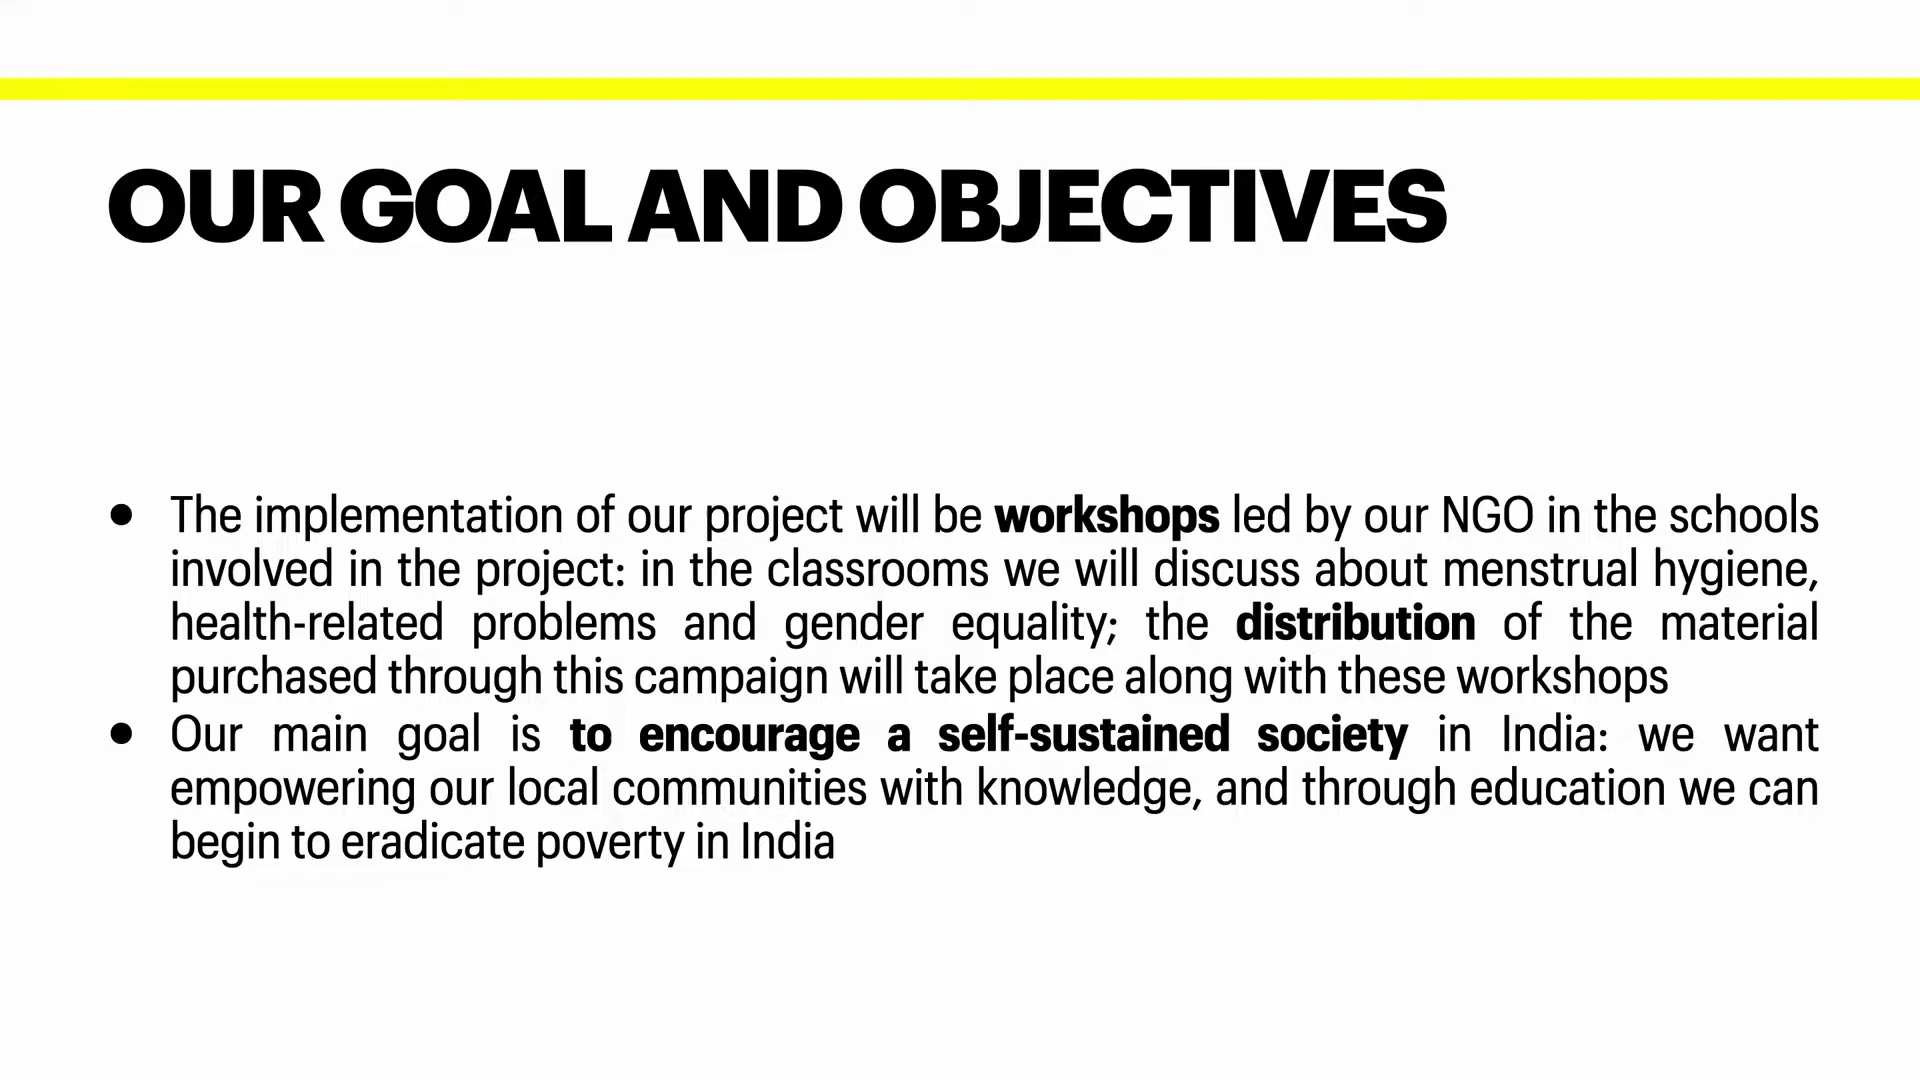 OUR GOAL AND OBJECTIVES
● The implementation of our project will be workshops led by our NGO in the schools
involved in the project: in the classrooms we will discuss about menstrual hygiene,
health-related problems and gender equality; the distribution of the material
purchased through this campaign will take place along with these workshops
● Our main goal is to encourage a self-sustained society in India: we want
empowering our local communities with knowledge, and through education we can
begin to eradicate poverty in India